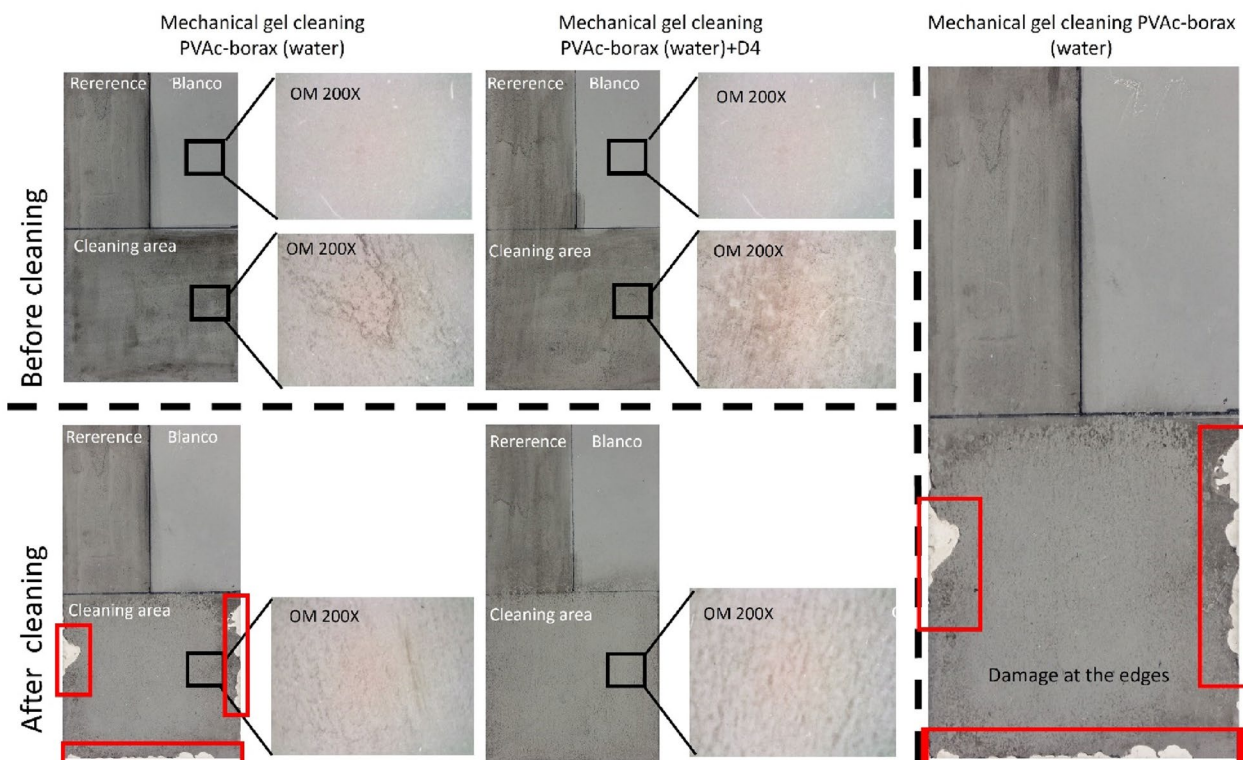 Mechanical gel cleaning
PVAc-borax (water)
Mechanical gel cleaning
PVAc-borax (water)+D4
Mechanical gel cleaning PVAc-borax
(water)
Before cleaning
Rererence Blanco
OM 200X
Rererence Blanco
OM 200X
Cleaning area
OM 200X
Cleaning area
OM 200X
After cleaning
Rererence Blanco
Rererence Blanco
Cleaning area
OM 200X
Cleaning area
OM 200X
Damage at the edges